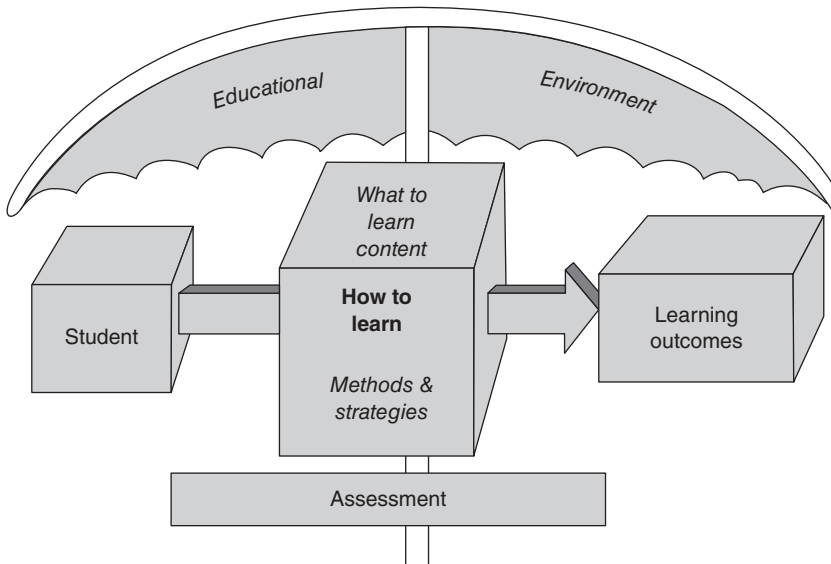 Educational
Environment
What to
learn
content
How to
learn
Methods &
strategies
Student
Learning
outcomes
Assessment